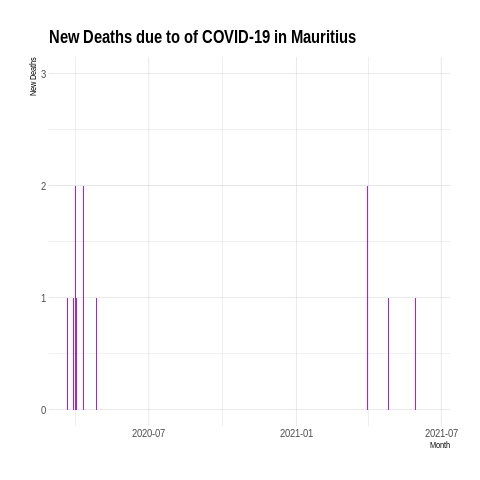 New Deaths due to of COVID-19 in Mauritius
New Deaths
3
2
1
0
2020-07
2021-01
2021-07
Month